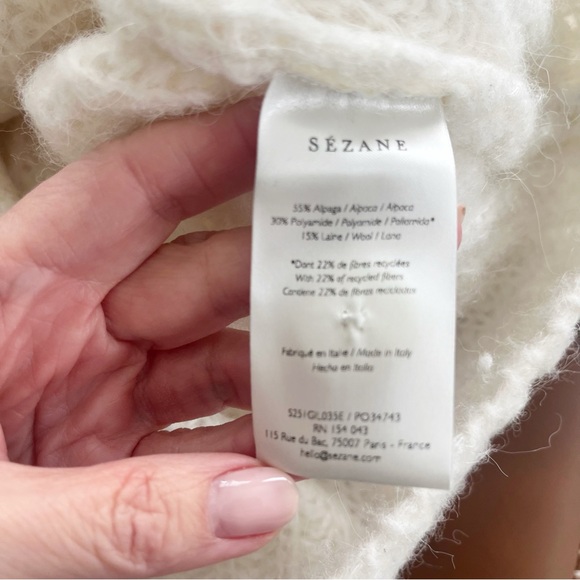 SÉZANE
55% Alpaga / Alpaca / Alpaca
30% Polyamide / Polyamide / Poliamida*
15% Laine / Wool / Lana
*Dont 22% de fibres recyclées
With 22% of recycled fibers
Contiene 22% de fibras recicladas
Fabriqué en Italie / Made in Italy
Hecho en Italia
S251GL035E / PO34743
RN 154 043
115 Rue du Bac, 75007 Paris - France
hello@sezane.com